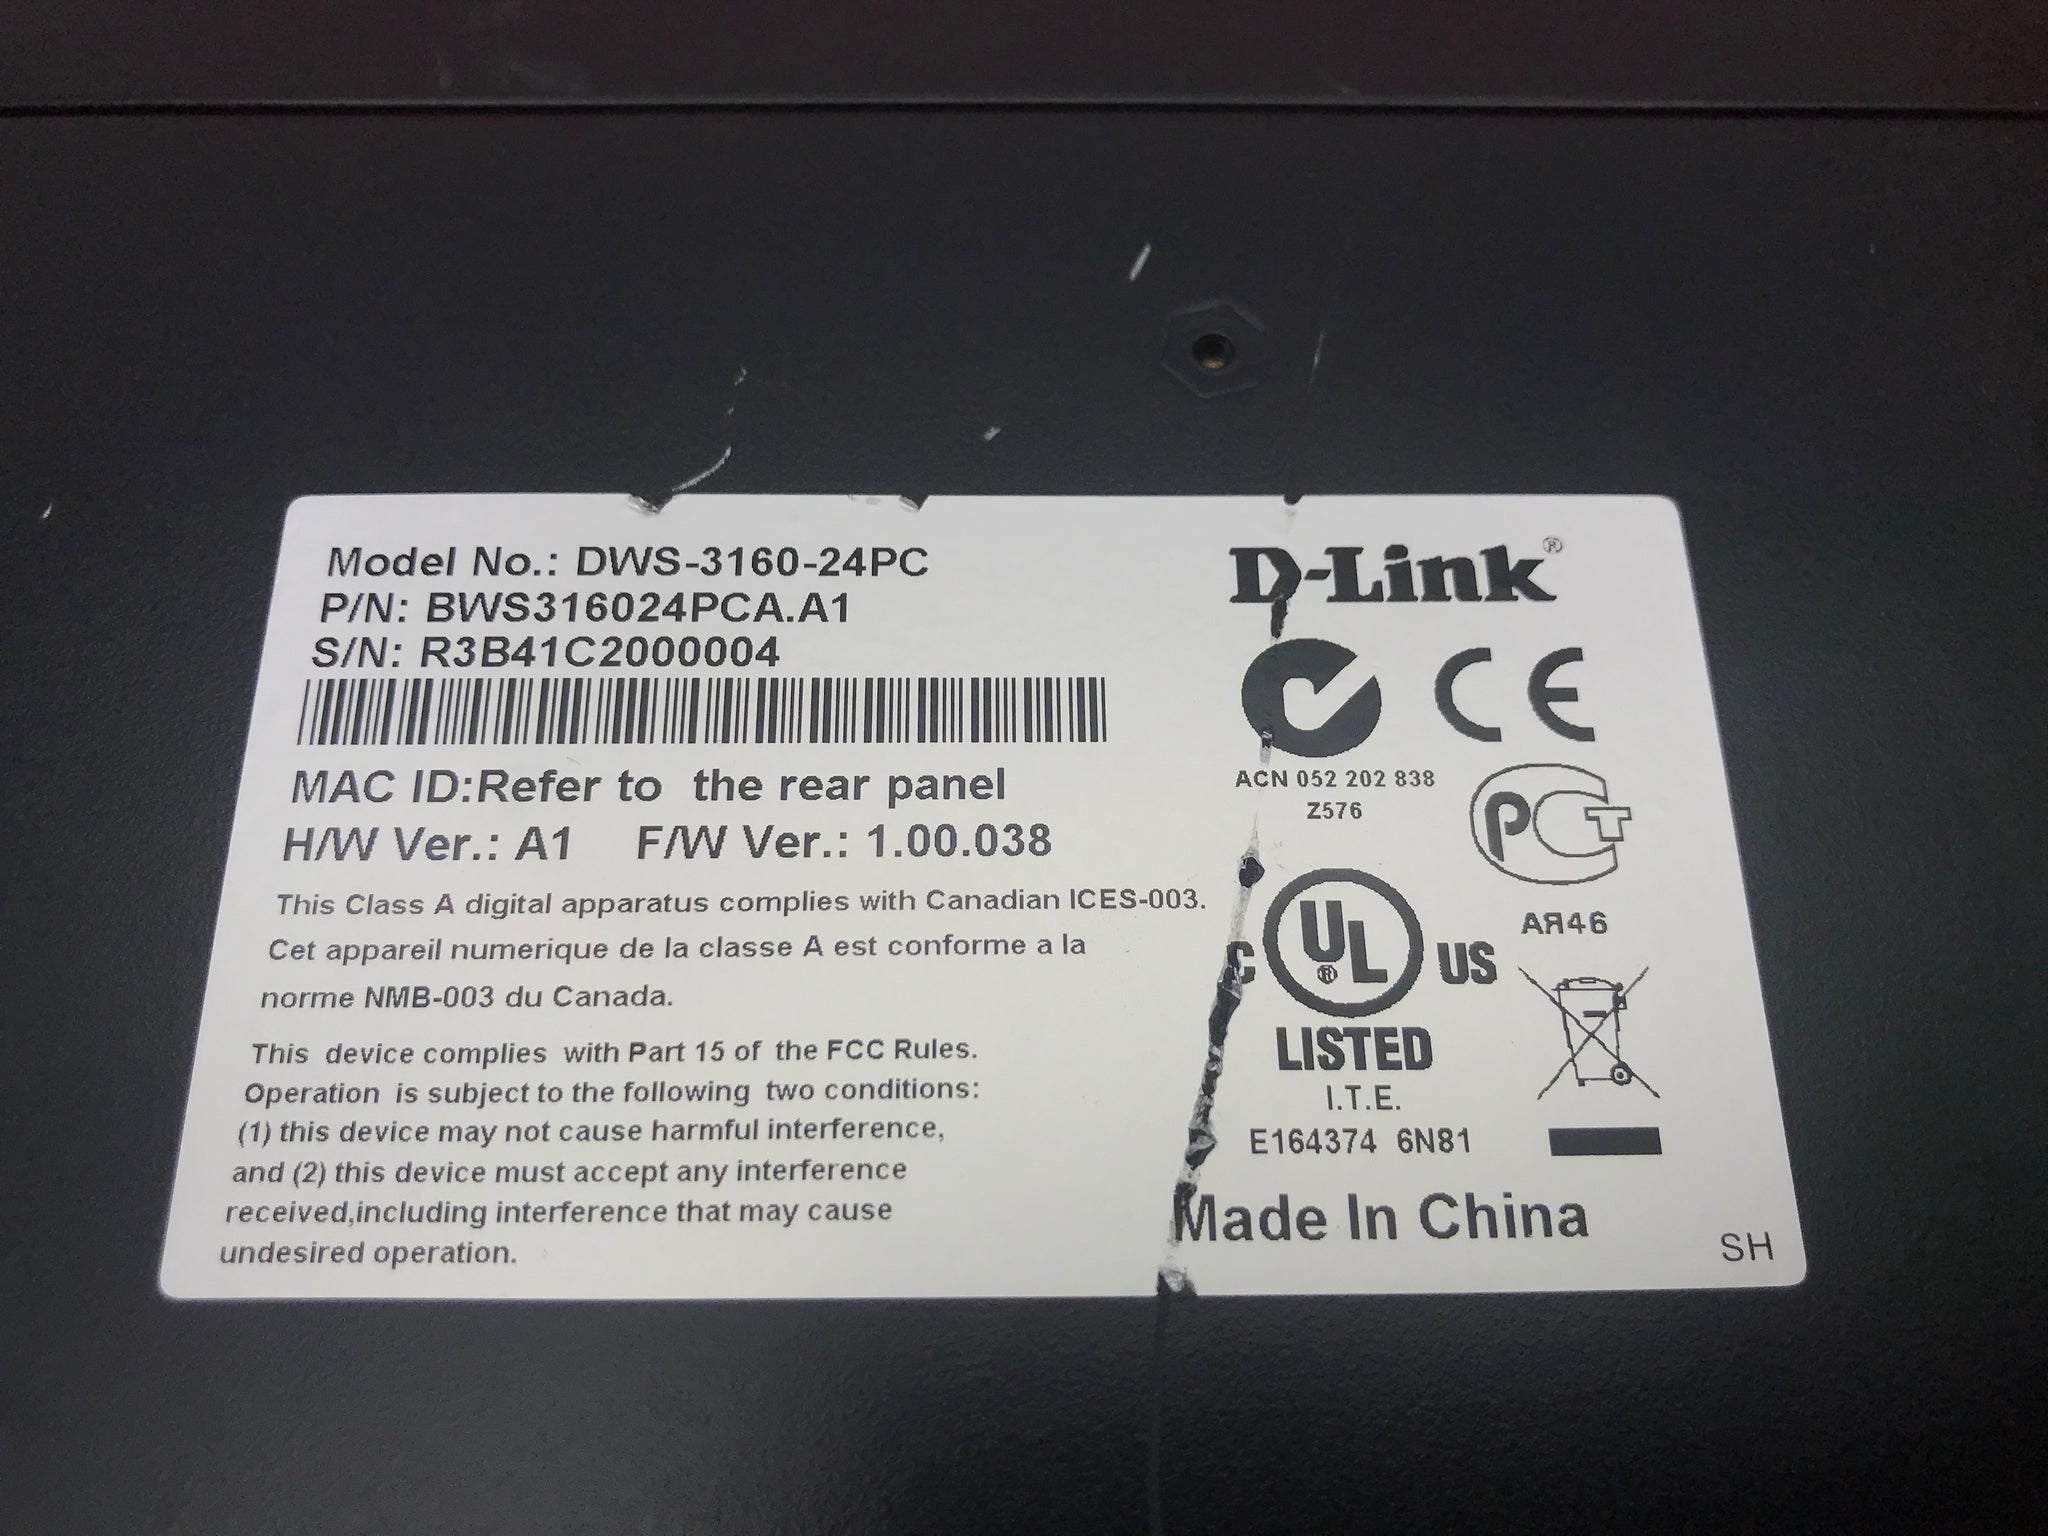 Model No.: DWS-3160-24PC
P/N: BWS316024PCA.A1
S/N: R3B41C2000004
MAC ID:Refer to the rear panel
H/W Ver.: A1 F/W Ver.: 1.00.038
This Class A digital apparatus complies with Canadian ICES-003.
Cet appareil numerique de la classe A est conforme a la
norme NMB-003 du Canada.
This device complies with Part 15 of the FCC Rules.
Operation is subject to the following two conditions:
(1) this device may not cause harmful interference,
and (2) this device must accept any interference
received,including interference that may cause
undesired operation.
D-Link®
CE
ACN 052 202 838
Z576
PCT
AЯ46
C UL® US
LISTED
I.T.E.
E164374 6N81
Made In China
SH